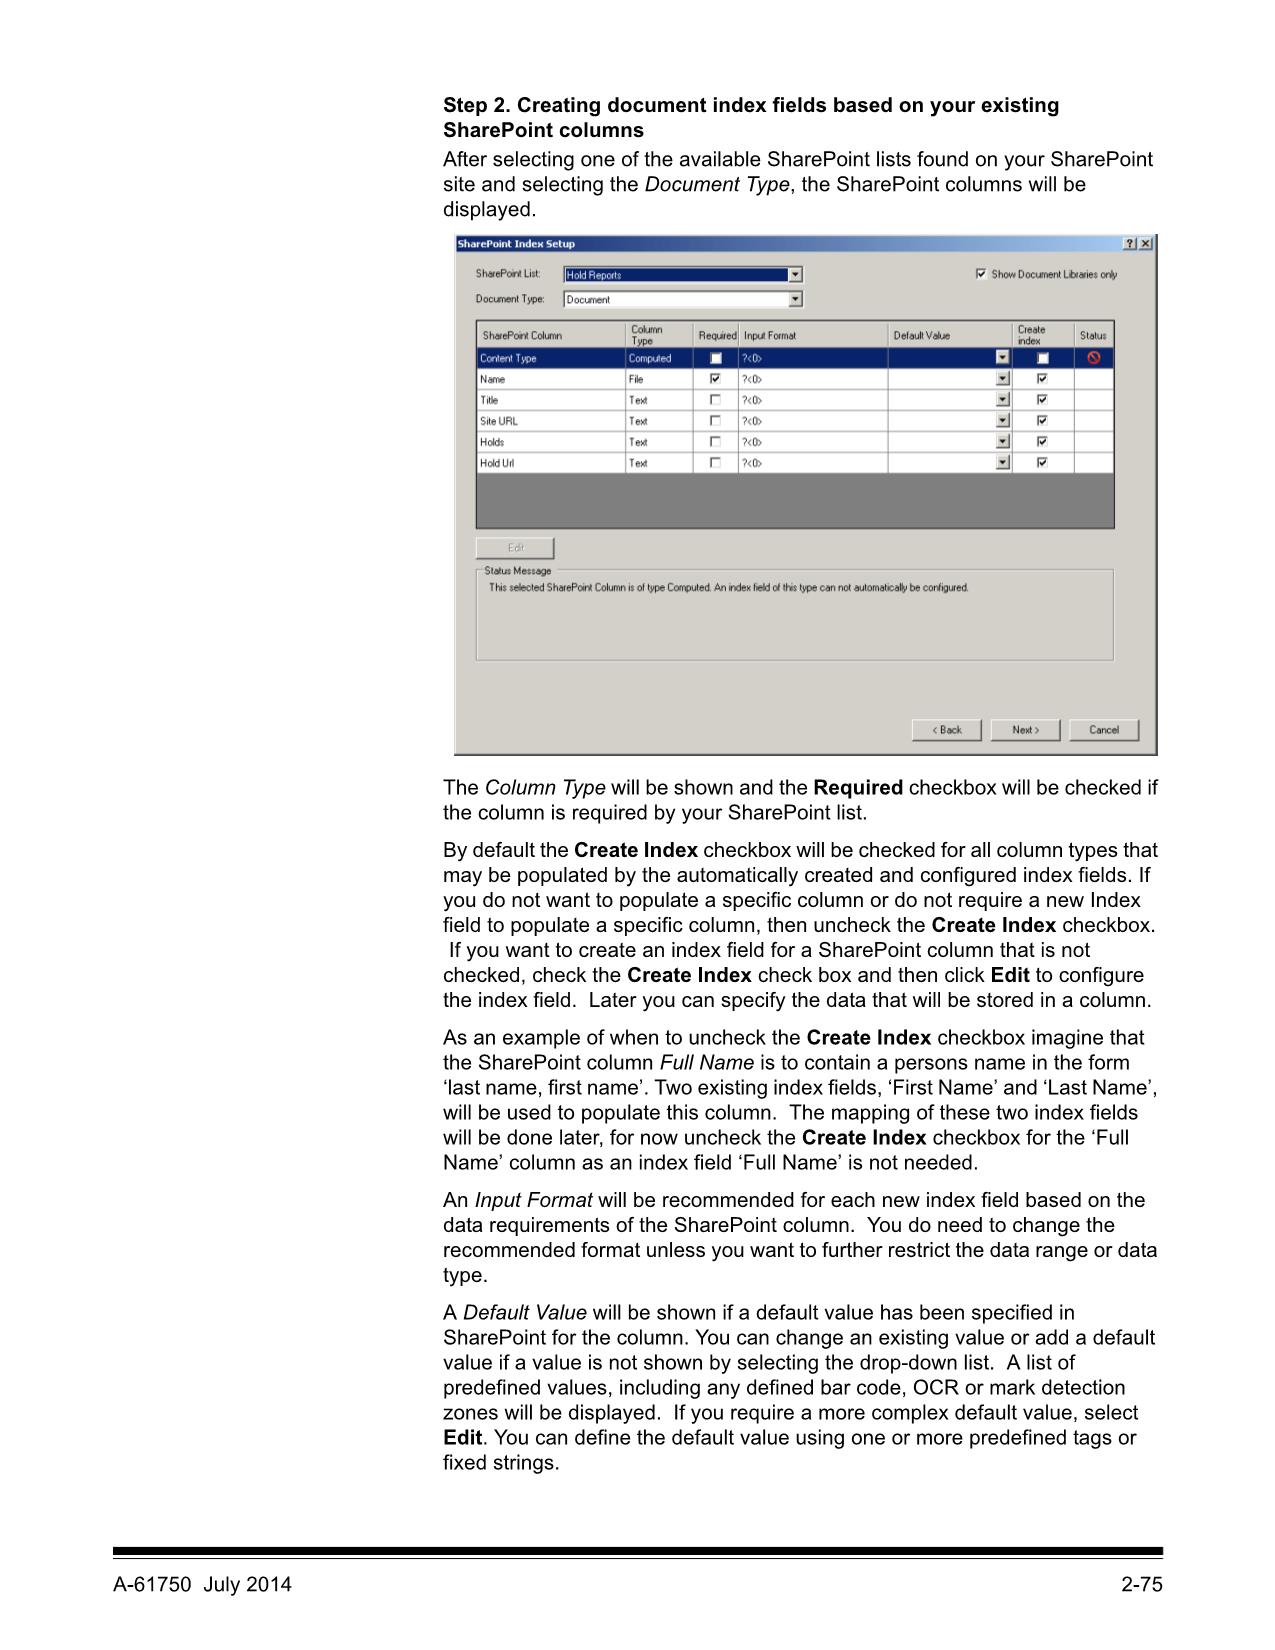 Step 2. Creating document index fields based on your existing
SharePoint columns
After selecting one of the available SharePoint lists found on your SharePoint
site and selecting the Document Type, the SharePoint columns will be
displayed.
SharePoint Index Setup
SharePoint List: Hold Reports Show Document Libraries only
Document Type: Document
SharePoint Column Column Type Required Input Format Default Value Create index Status
Content Type Computed ?<0>
Name File ?<0>
Title Text ?<0>
Site URL Text ?<0>
Holds Text ?<0>
Hold Url Text ?<0>
Edit
Status Message
This selected SharePoint Column is of type Computed. An index field of this type can not automatically be configured.
< Back Next > Cancel
The Column Type will be shown and the Required checkbox will be checked if
the column is required by your SharePoint list.
By default the Create Index checkbox will be checked for all column types that
may be populated by the automatically created and configured index fields. If
you do not want to populate a specific column or do not require a new Index
field to populate a specific column, then uncheck the Create Index checkbox.
If you want to create an index field for a SharePoint column that is not
checked, check the Create Index check box and then click Edit to configure
the index field.  Later you can specify the data that will be stored in a column.
As an example of when to uncheck the Create Index checkbox imagine that
the SharePoint column Full Name is to contain a persons name in the form
‘last name, first name’. Two existing index fields, ‘First Name’ and ‘Last Name’,
will be used to populate this column.  The mapping of these two index fields
will be done later, for now uncheck the Create Index checkbox for the ‘Full
Name’ column as an index field ‘Full Name’ is not needed.
An Input Format will be recommended for each new index field based on the
data requirements of the SharePoint column.  You do need to change the
recommended format unless you want to further restrict the data range or data
type.
A Default Value will be shown if a default value has been specified in
SharePoint for the column. You can change an existing value or add a default
value if a value is not shown by selecting the drop-down list.  A list of
predefined values, including any defined bar code, OCR or mark detection
zones will be displayed.  If you require a more complex default value, select
Edit. You can define the default value using one or more predefined tags or
fixed strings.
A-61750  July 2014 2-75